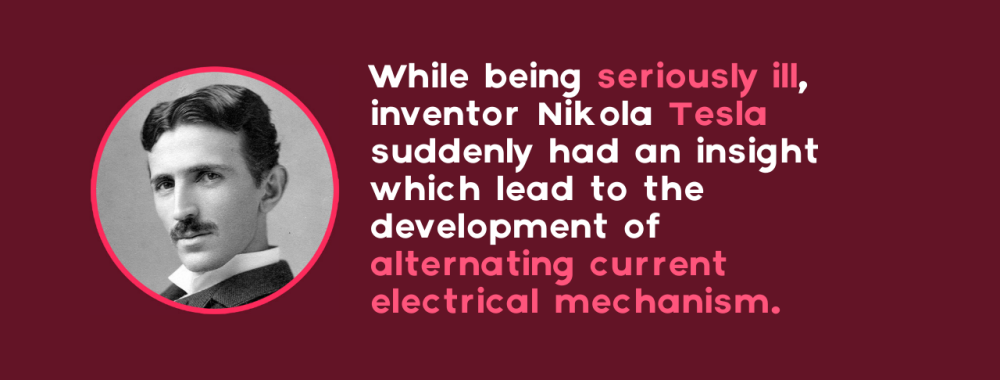 While being seriously ill,
inventor Nikola Tesla
suddenly had an insight
which lead to the
development of
alternating current
electrical mechanism.